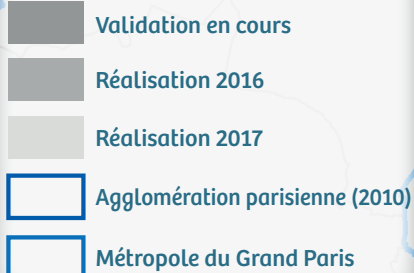 Validation en cours
Réalisation 2016
Réalisation 2017
Agglomération parisienne (2010)
Métropole du Grand Paris